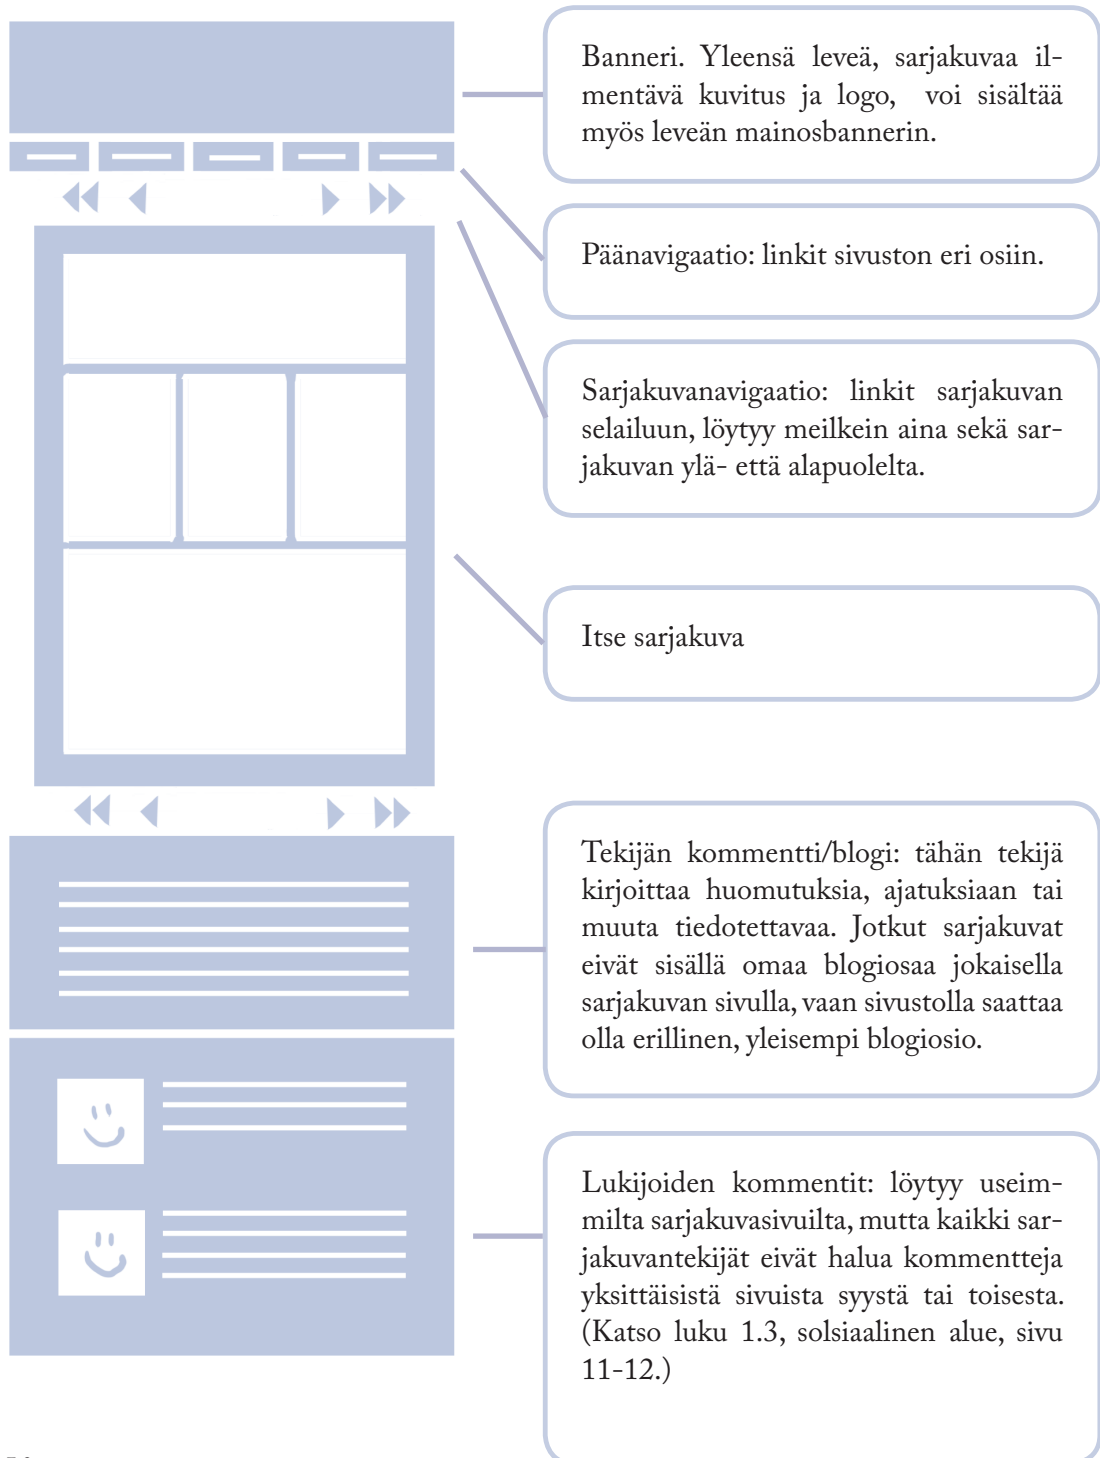 Banneri. Yleensä leveä, sarjakuvaa il-
mentävä kuvitus ja logo, voi sisältää
myös leveän mainosbannerin.
Päänavigaatio: linkit sivuston eri osiin.
Sarjakuvanavigaatio: linkit sarjakuvan
selailuun, löytyy meilkein aina sekä sar-
jakuvan ylä- että alapuolelta.
Itse sarjakuva
Tekijän kommentti/blogi: tähän tekijä
kirjoittaa huomutuksia, ajatuksiaan tai
muuta tiedotettavaa. Jotkut sarjakuvat
eivät sisällä omaa blogiosaa jokaisella
sarjakuvan sivulla, vaan sivustolla saattaa
olla erillinen, yleisempi blogiosio.
Lukijoiden kommentit: löytyy useim-
milta sarjakuvasivuilta, mutta kaikki sar-
jakuvantekijät eivät halua kommentteja
yksittäisistä sivuista syystä tai toisesta.
(Katso luku 1.3, solsiaalinen alue, sivu
11-12.)